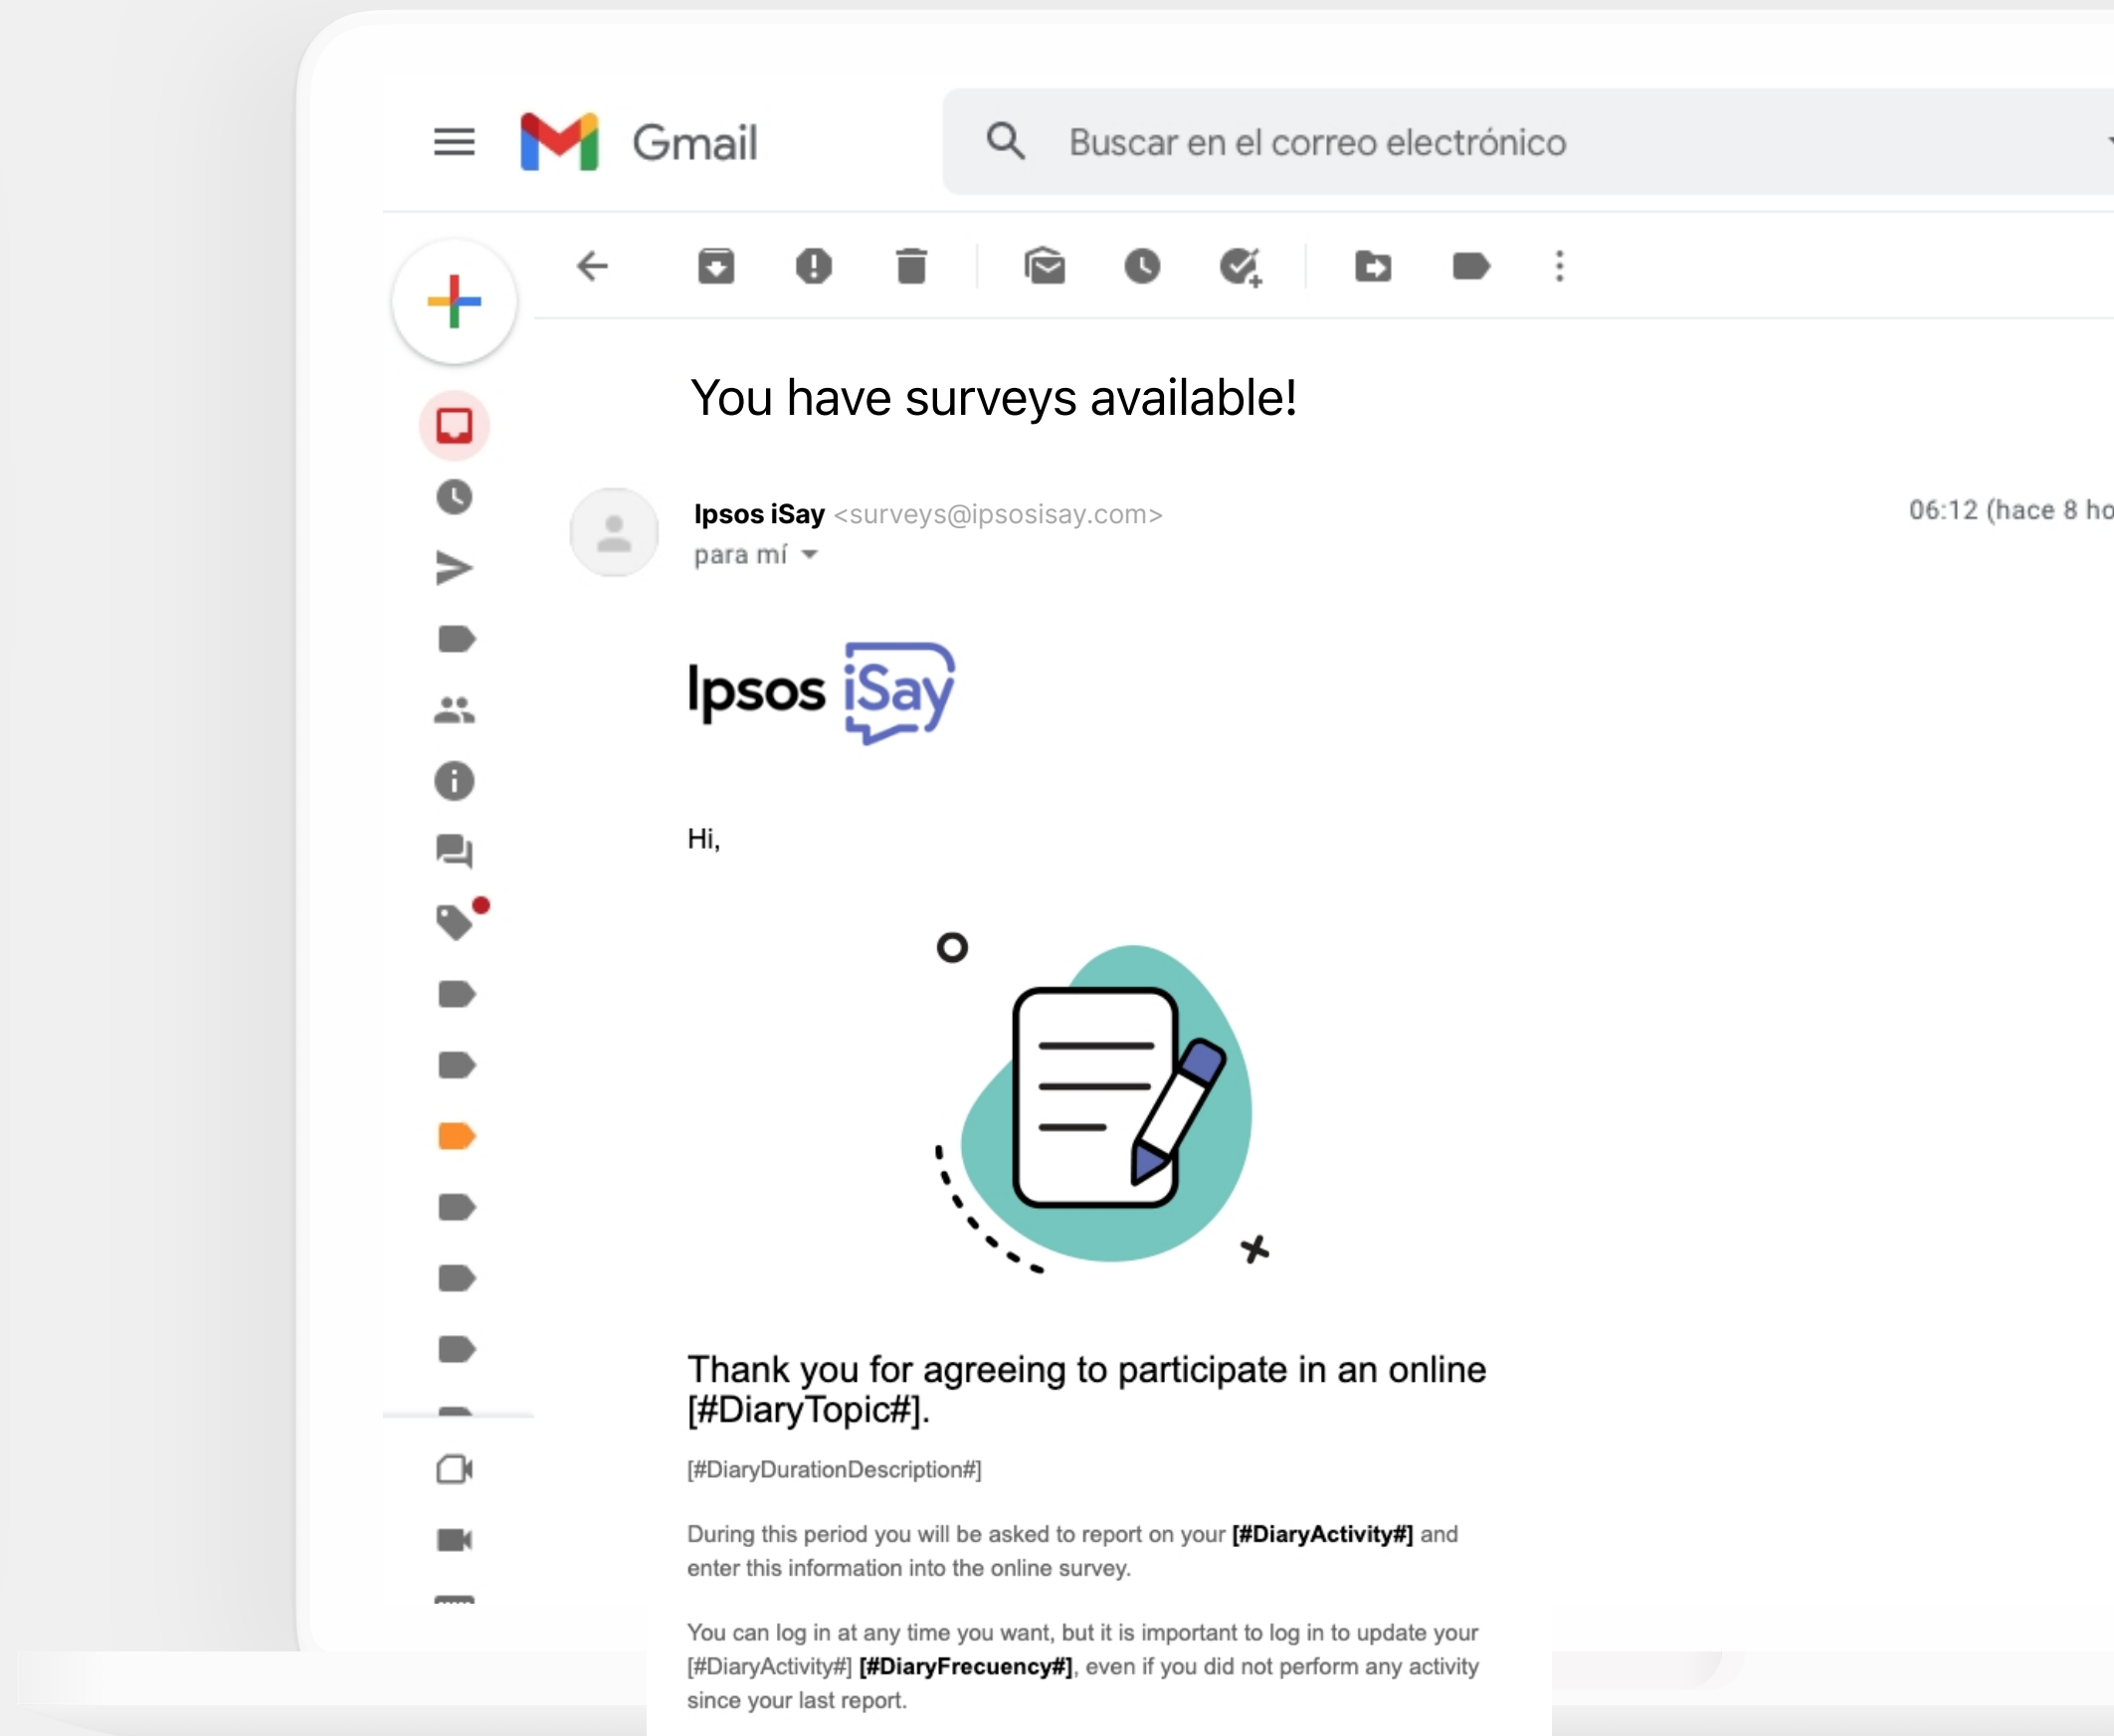 Gmail
Buscar en el correo electrónico
You have surveys available!
Ipsos iSay <surveys@ipsosisay.com>
06:12 (hace 8 ho
para mí
Ipsos iSay
Hi,
Thank you for agreeing to participate in an online
[#DiaryTopic#].
[#DiaryDurationDescription#]
During this period you will be asked to report on your [#DiaryActivity#] and
enter this information into the online survey.
You can log in at any time you want, but it is important to log in to update your
[#DiaryActivity#] [#DiaryFrecuency#], even if you did not perform any activity
since your last report.